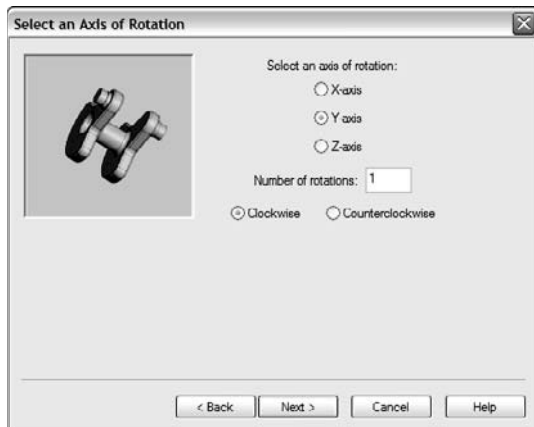 Select an Axis of Rotation
Select an axis of rotation:
X-axis
Y axis
Z-axis
Number of rotations: 1
Clockwise Counterclockwise
< Back Next > Cancel Help